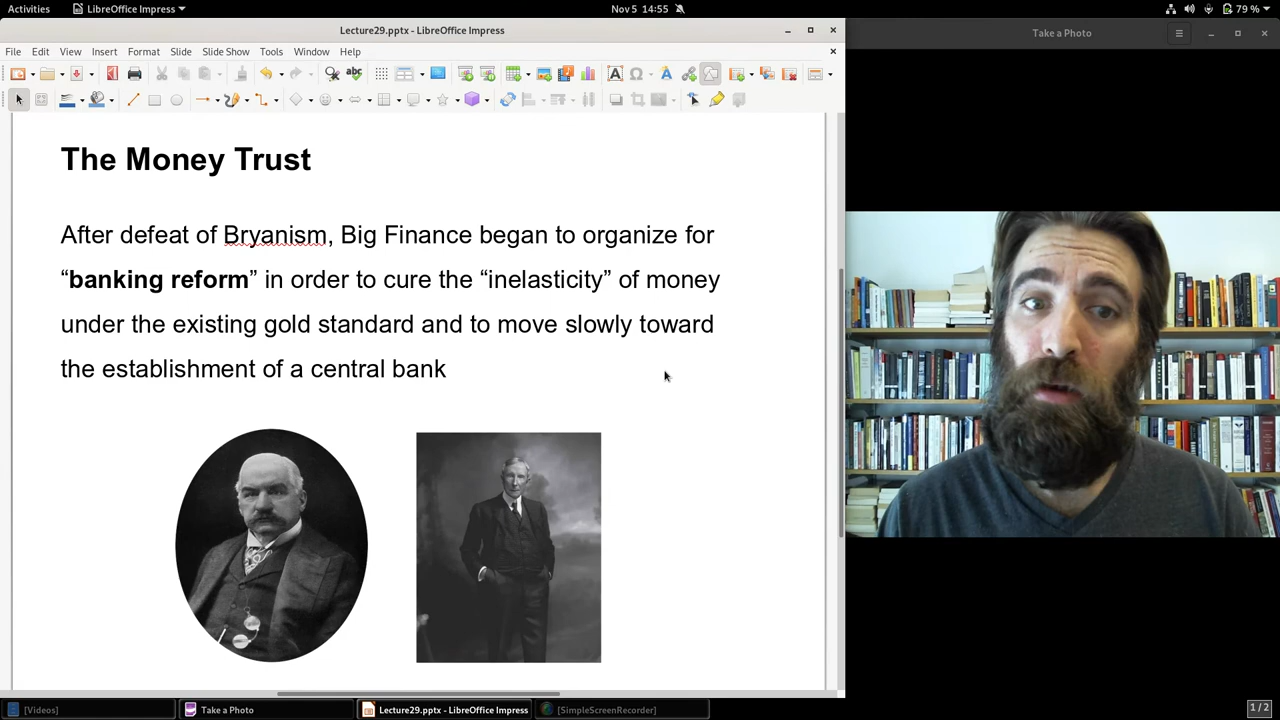 Activities
LibreOffice Impress
Nov 5 14:55
79 %
Lecture29.pptx - LibreOffice Impress
Take a Photo
File Edit View Insert Format Slide Slide Show Tools Window Help
abc
The Money Trust
After defeat of Bryanism, Big Finance began to organize for
“banking reform” in order to cure the “inelasticity” of money
under the existing gold standard and to move slowly toward
the establishment of a central bank
[Videos]
Take a Photo
Lecture29.pptx - LibreOffice Impress
[SimpleScreenRecorder]
1/2